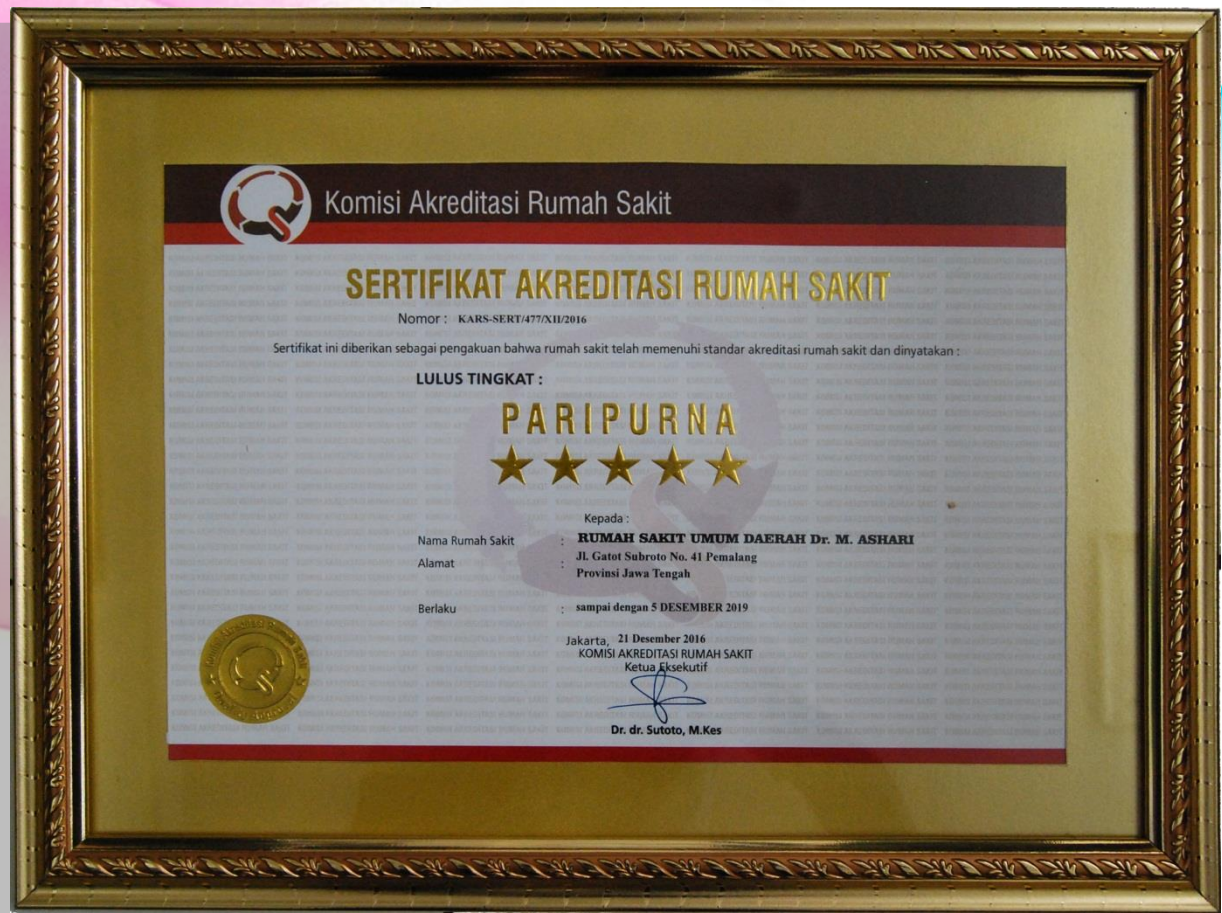 Komisi Akreditasi Rumah Sakit
SERTIFIKAT AKREDITASI RUMAH SAKIT
Nomor : KARS-SERT/477/XII/2016
Sertifikat ini diberikan sebagai pengakuan bahwa rumah sakit telah memenuhi standar akreditasi rumah sakit dan dinyatakan :
LULUS TINGKAT :
PARIPURNA
Kepada :
Nama Rumah Sakit : RUMAH SAKIT UMUM DAERAH Dr. M. ASHARI
Alamat : Jl. Gatot Subroto No. 41 Pemalang
Provinsi Jawa Tengah
Berlaku : sampai dengan 5 DESEMBER 2019
Jakarta, 21 Desember 2016
KOMISI AKREDITASI RUMAH SAKIT
Ketua Eksekutif
Dr. dr. Sutoto, M.Kes